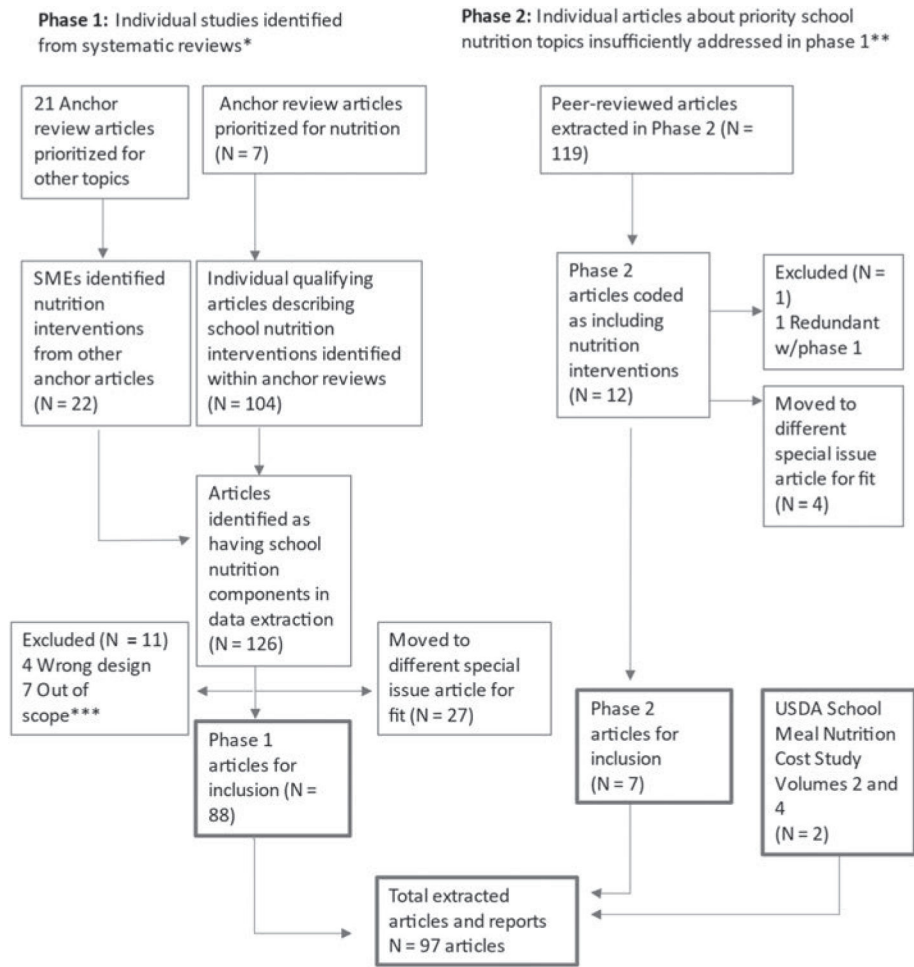 Phase 1: Individual studies identified
from systematic reviews*
Phase 2: Individual articles about priority school
nutrition topics insufficiently addressed in phase 1**
21 Anchor
review articles
prioritized for
other topics
Anchor review articles
prioritized for nutrition
(N = 7)
Peer-reviewed articles
extracted in Phase 2 (N =
119)
SMEs identified
nutrition
interventions
from other
anchor articles
(N = 22)
Individual qualifying
articles describing
school nutrition
interventions identified
within anchor reviews
(N = 104)
Phase 2
articles coded
as including
nutrition
interventions
(N = 12)
Excluded (N =
1)
1 Redundant
w/phase 1
Moved to
different
special issue
article for fit
(N = 4)
Articles
identified as
having school
nutrition
components in
data extraction
(N = 126)
Excluded (N = 11)
4 Wrong design
7 Out of
scope***
Moved to
different special
issue article for
fit (N = 27)
Phase 1
articles for
inclusion (N =
88)
Phase 2
articles for
inclusion
(N = 7)
USDA School
Meal Nutrition
Cost Study
Volumes 2 and
4
(N = 2)
Total extracted
articles and reports
N = 97 articles